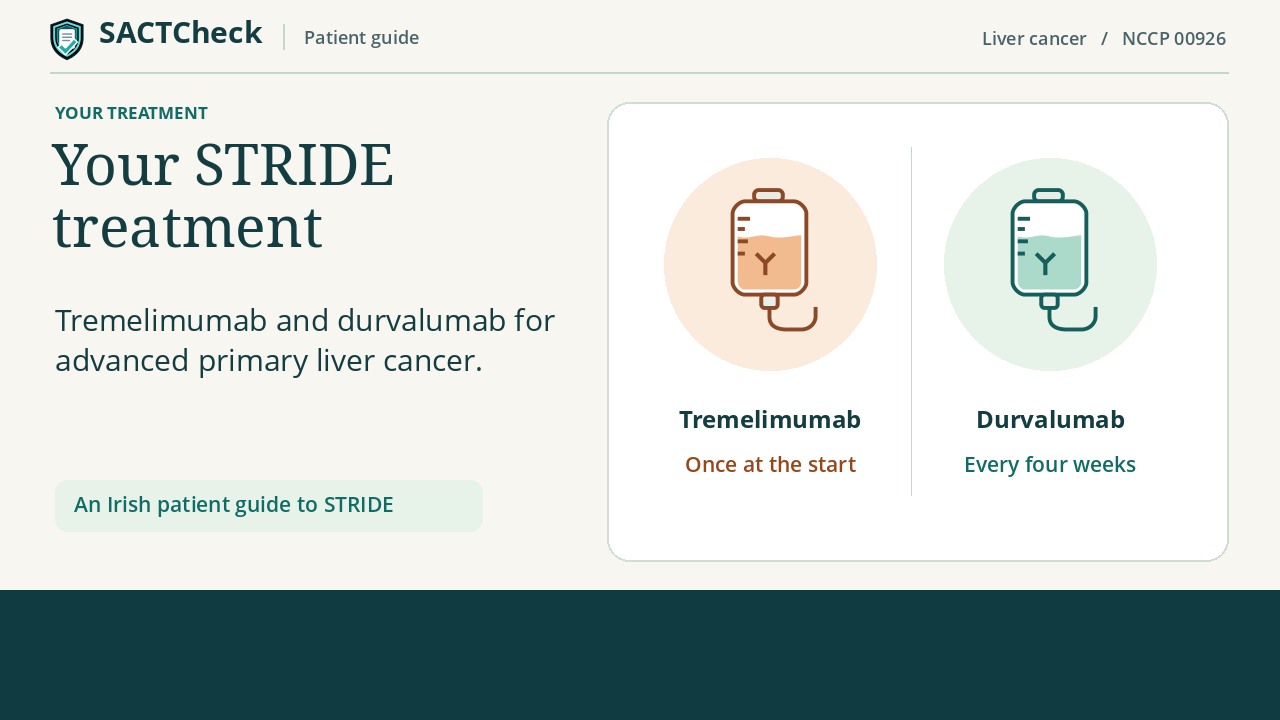 SACTCheck
Patient guide
Liver cancer / NCCP 00926
YOUR TREATMENT
Your STRIDE
treatment
Tremelimumab and durvalumab for
advanced primary liver cancer.
An Irish patient guide to STRIDE
Tremelimumab
Once at the start
Durvalumab
Every four weeks